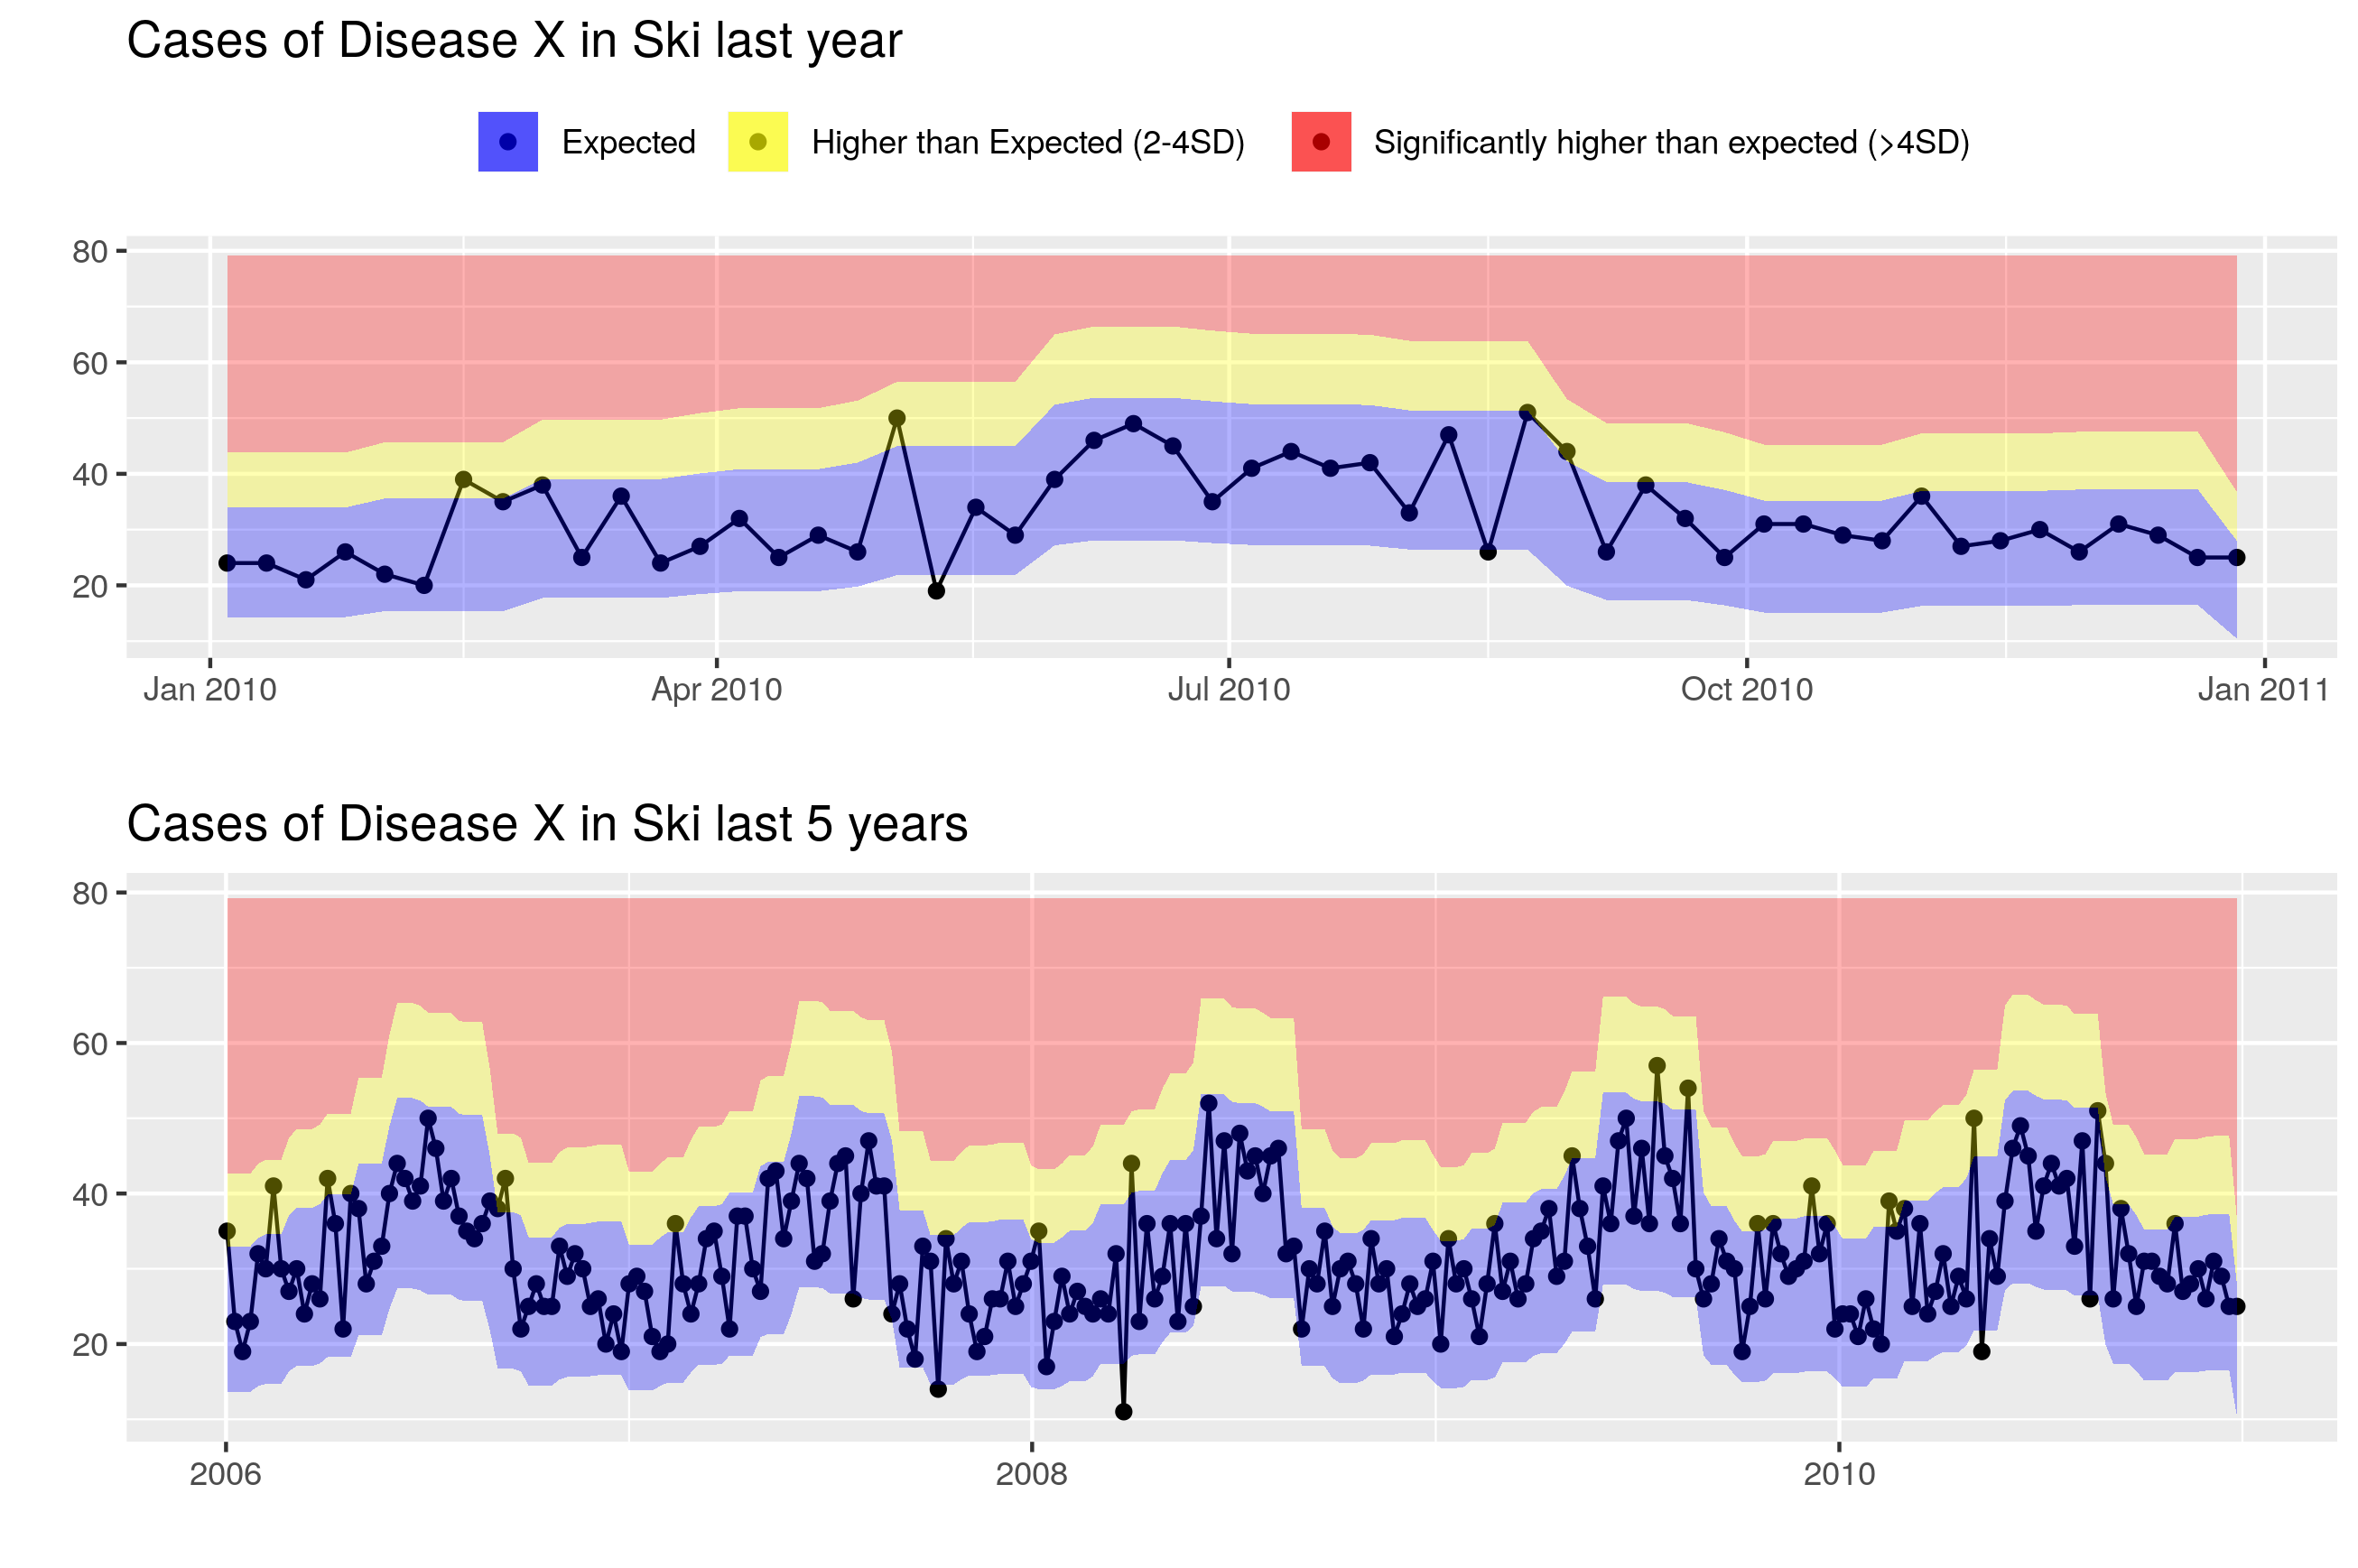 Cases of Disease X in Ski last year
Expected Higher than Expected (2-4SD) Significantly higher than expected (>4SD)
80
60
40
20
Jan 2010 Apr 2010 Jul 2010 Oct 2010 Jan 2011
Cases of Disease X in Ski last 5 years
80
60
40
20
2006 2008 2010